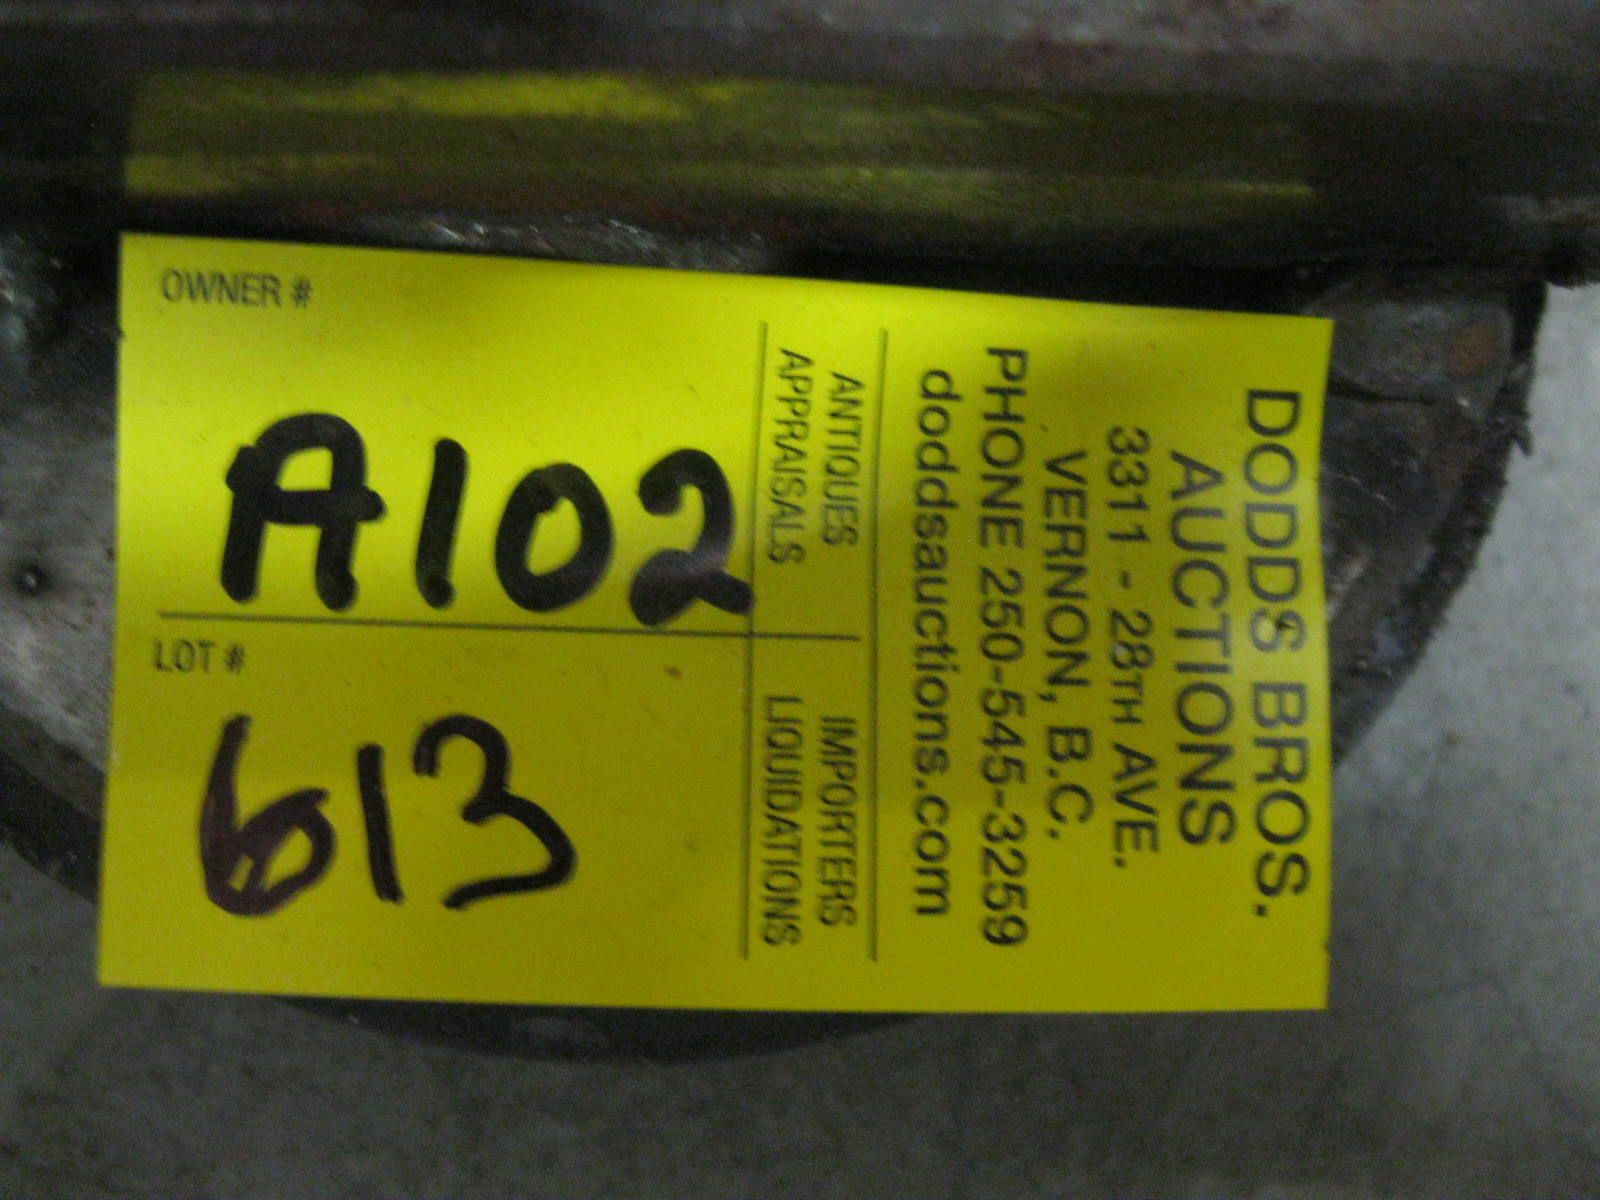 OWNER #
A102
LOT #
613
DODDS BROS.
AUCTIONS
3311 - 28TH AVE.
VERNON, B.C.
PHONE 250-545-3259
doddsauctions.com
ANTIQUES
APPRAISALS
IMPORTERS
LIQUIDATIONS